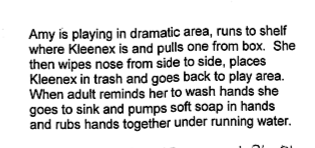 Amy is playing in dramatic area, runs to shelf
where Kleenex is and pulls one from box. She
then wipes nose from side to side, places
Kleenex in trash and goes back to play area.
When adult reminds her to wash hands she
goes to sink and pumps soft soap in hands
and rubs hands together under running water.